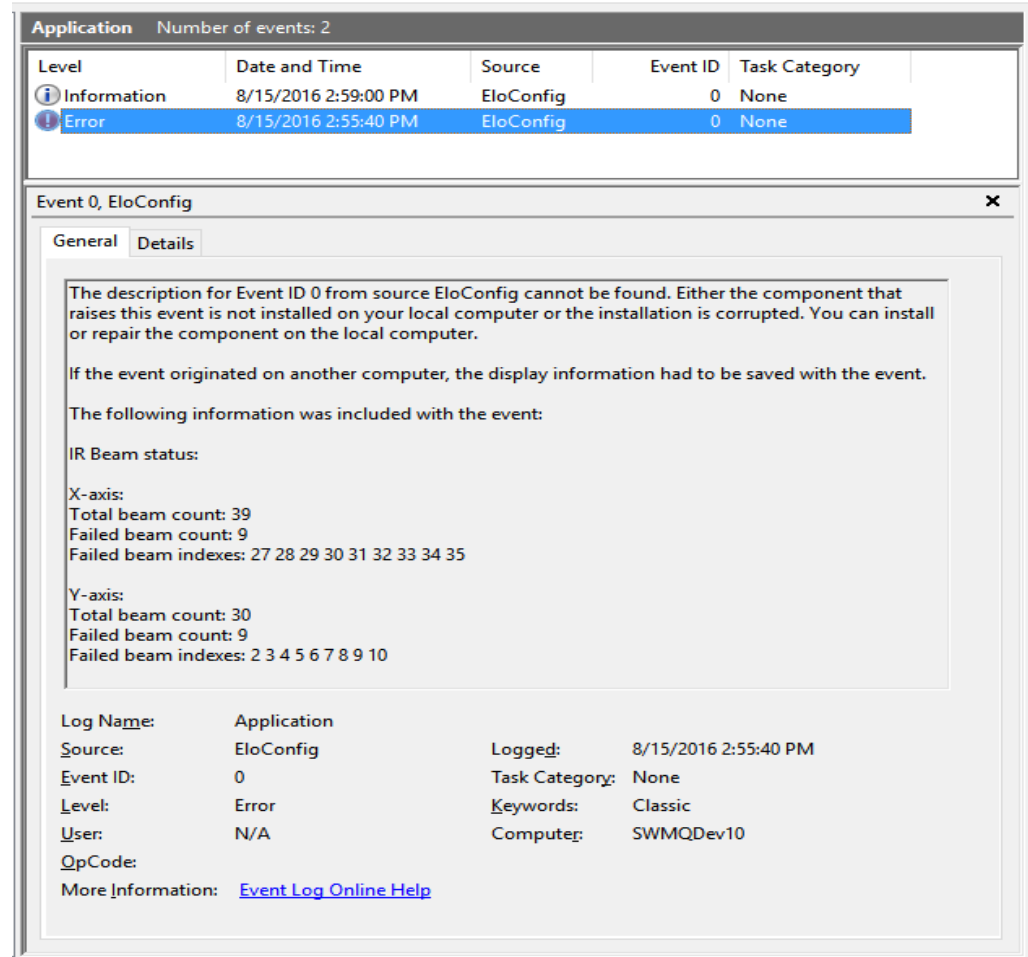 Application Number of events: 2
Level Date and Time Source Event ID Task Category
Information 8/15/2016 2:59:00 PM EloConfig 0 None
Error 8/15/2016 2:55:40 PM EloConfig 0 None
Event 0, EloConfig
General Details
The description for Event ID 0 from source EloConfig cannot be found. Either the component that
raises this event is not installed on your local computer or the installation is corrupted. You can install
or repair the component on the local computer.
If the event originated on another computer, the display information had to be saved with the event.
The following information was included with the event:
IR Beam status:
X-axis:
Total beam count: 39
Failed beam count: 9
Failed beam indexes: 27 28 29 30 31 32 33 34 35
Y-axis:
Total beam count: 30
Failed beam count: 9
Failed beam indexes: 2 3 4 5 6 7 8 9 10
Log Name: Application
Source: EloConfig Logged: 8/15/2016 2:55:40 PM
Event ID: 0 Task Category: None
Level: Error Keywords: Classic
User: N/A Computer: SWMQDev10
OpCode:
More Information: Event Log Online Help